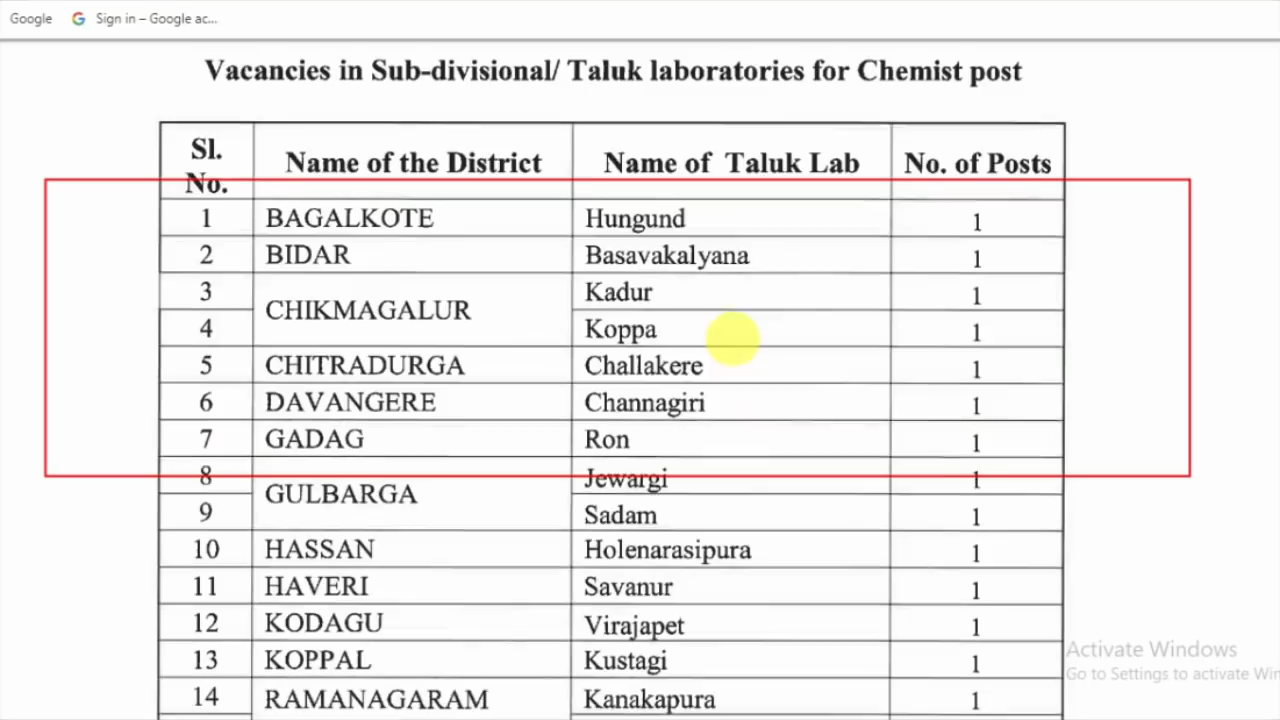 Google Sign in – Google ac...
Vacancies in Sub-divisional/ Taluk laboratories for Chemist post
Sl. No. Name of the District Name of Taluk Lab No. of Posts
1 BAGALKOTE Hungund 1
2 BIDAR Basavakalyana 1
3 CHIKMAGALUR Kadur 1
4 Koppa 1
5 CHITRADURGA Challakere 1
6 DAVANGERE Channagiri 1
7 GADAG Ron 1
8 GULBARGA Jewargi 1
9 Sadam 1
10 HASSAN Holenarasipura 1
11 HAVERI Savanur 1
12 KODAGU Virajapet 1
13 KOPPAL Kustagi 1
14 RAMANAGARAM Kanakapura 1
Activate Windows
Go to Settings to activate Win